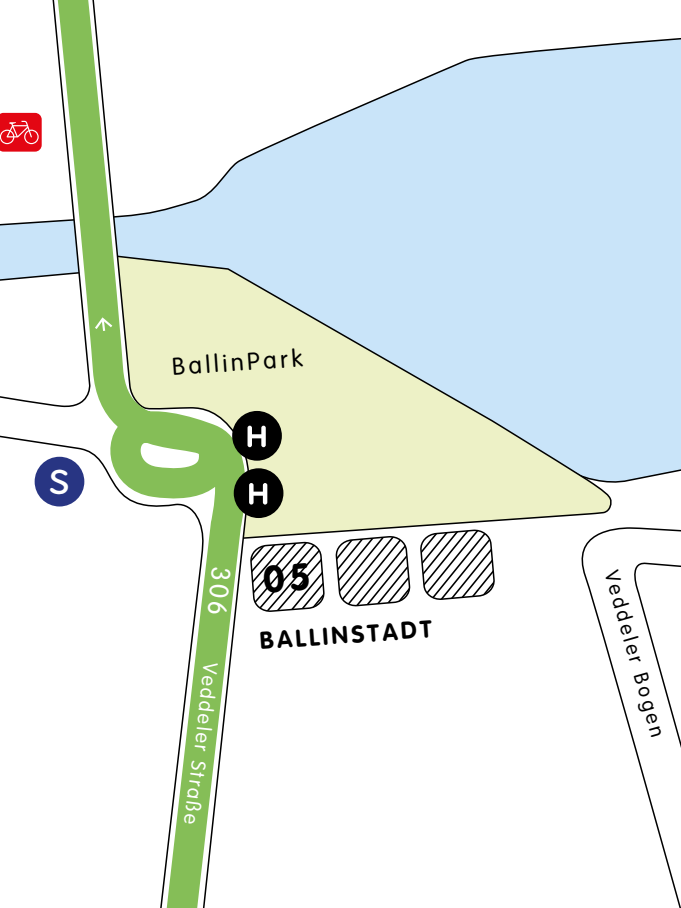 BallinPark
H
H
S
05
306
BALLINSTADT
Veddeler Straße
Veddeler Bogen